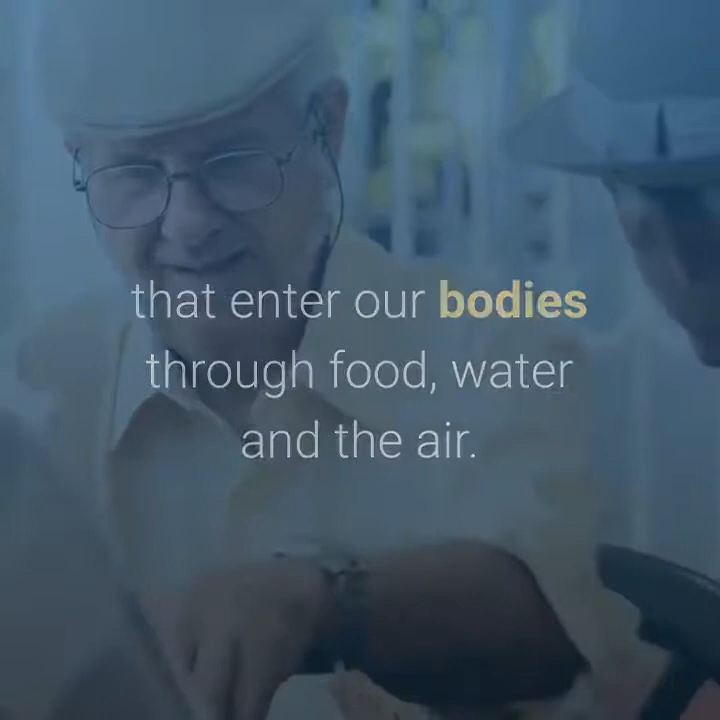 that enter our bodies
through food, water
and the air.